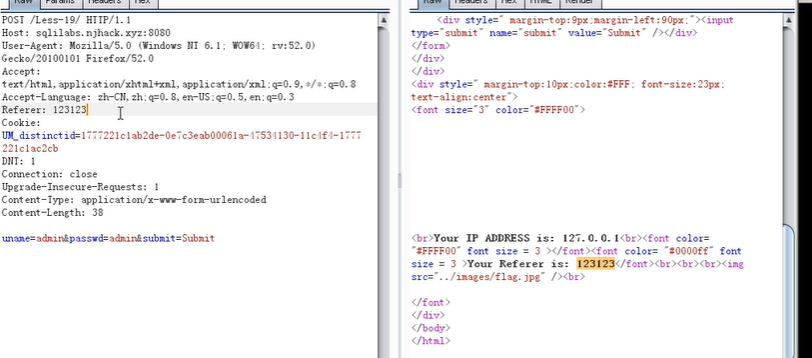 Raw Params Headers Hex
POST /Less-19/ HTTP/1.1
Host: sqlilabs.njhack.xyz:8080
User-Agent: Mozilla/5.0 (Windows NT 6.1; WOW64; rv:52.0)
Gecko/20100101 Firefox/52.0
Accept:
text/html,application/xhtml+xml,application/xml;q=0.9,*/*;q=0.8
Accept-Language: zh-CN,zh;q=0.8,en-US;q=0.5,en;q=0.3
Referer: 123123
Cookie:
UM_distinctid=1777221c1ab2de-0e7c3eab00061a-47534130-11c4f4-1777
221c1ac2cb
DNT: 1
Connection: close
Upgrade-Insecure-Requests: 1
Content-Type: application/x-www-form-urlencoded
Content-Length: 38
uname=admin&passwd=admin&submit=Submit
Raw Headers Hex HTML Render
<div style=" margin-top:9px;margin-left:90px;"><input
type="submit" name="submit" value="Submit" /></div>
</form>
</div>
</div>
<div style=" margin-top:10px;color:#FFF; font-size:23px;
text-align:center">
<font size="3" color="#FFFF00">
<br>Your IP ADDRESS is: 127.0.0.1<br><font color=
"#FFFF00" font size = 3 ></font><font color= "#0000ff" font
size = 3 >Your Referer is: 123123</font><br><br><br><img
src="../images/flag.jpg" /><br>
</font>
</div>
</body>
</html>